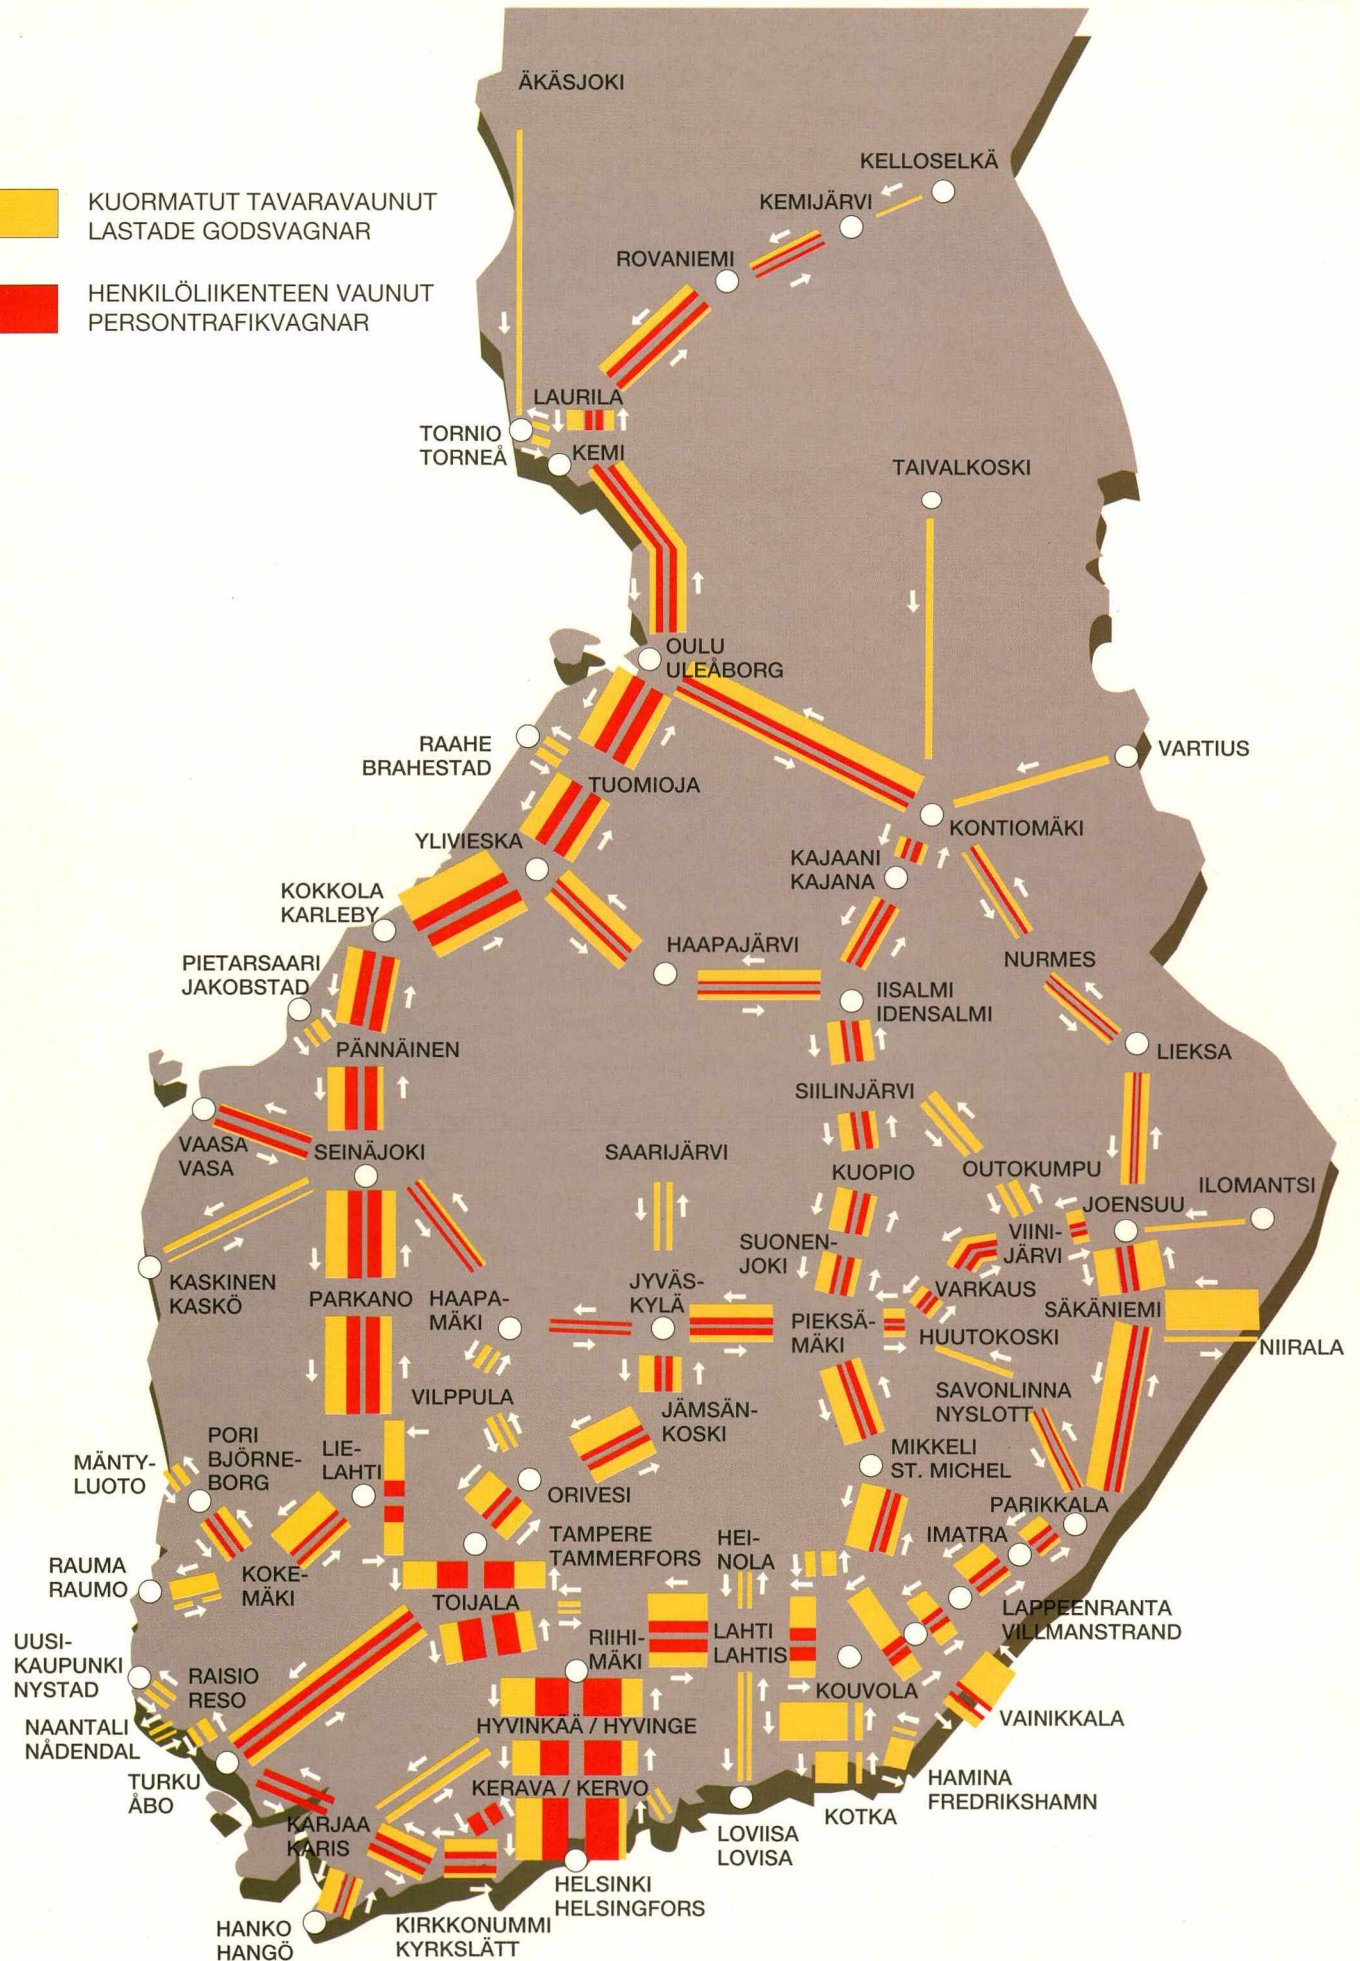 ÄKÄSJOKI
KELLOSELKÄ
KUORMATUT TAVARAVAUNUT
LASTADE GODSVAGNAR
KEMIJÄRVI
ROVANIEMI
HENKILÖLIIKENTEEN VAUNUT
PERSONTRAFIKVAGNAR
LAURILA
TORNIO
TORNEÅ
KEMI
TAIVALKOSKI
OULU
ULEÅBORG
RAAHE
BRAHESTAD
VARTIUS
TUOMIOJA
KONTIOMÄKI
YLIVIESKA
KAJAANI
KAJANA
KOKKOLA
KARLEBY
HAAPAJÄRVI
NURMES
PIETARSAARI
JAKOBSTAD
IISALMI
IDENSALMI
PÄNNÄINEN
LIEKSA
SIILINJÄRVI
VAASA
VASA
SEINÄJOKI
SAARIJÄRVI
KUOPIO
OUTOKUMPU
ILOMANTSI
JOENSUU
VIINI-
JÄRVI
SUONEN-
JOKI
KASKINEN
KASKÖ
PARKANO
HAAPA-
MÄKI
JYVÄS-
KYLÄ
VARKAUS
SÄKÄNIEMI
PIEKSÄ-
MÄKI
HUUTOKOSKI
NIIRALA
VILPPULA
SAVONLINNA
NYSLOTT
JÄMSÄN-
KOSKI
PORI
BJÖRNE-
BORG
LIE-
LAHTI
MÄNTY-
LUOTO
MIKKELI
ST. MICHEL
ORIVESI
PARIKKALA
TAMPERE
TAMMERFORS
HEI-
NOLA
IMATRA
RAUMA
RAUMO
KOKE-
MÄKI
TOIJALA
LAPPEENRANTA
VILLMANSTRAND
RIIHI-
MÄKI
LAHTI
LAHTIS
UUSI-
KAUPUNKI
NYSTAD
RAISIO
RESO
KOUVOLA
NAANTALI
NÅDENDAL
HYVINKÄÄ / HYVINGE
VAINIKKALA
TURKU
ÅBO
KERAVA / KERVO
HAMINA
FREDRIKSHAMN
KARJAA
KARIS
KOTKA
LOVIISA
LOVISA
HELSINKI
HELSINGFORS
HANKO
HANGÖ
KIRKKONUMMI
KYRKSLÄTT